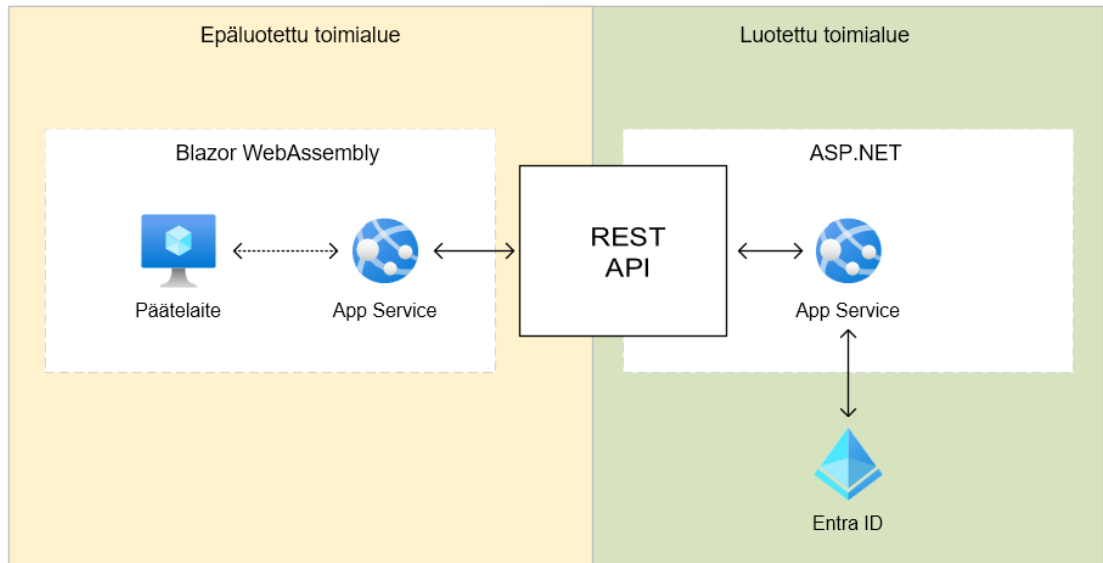 Epäluotettu toimialue
Luotettu toimialue
Blazor WebAssembly
ASP.NET
REST
API
Päätelaite
App Service
App Service
Entra ID